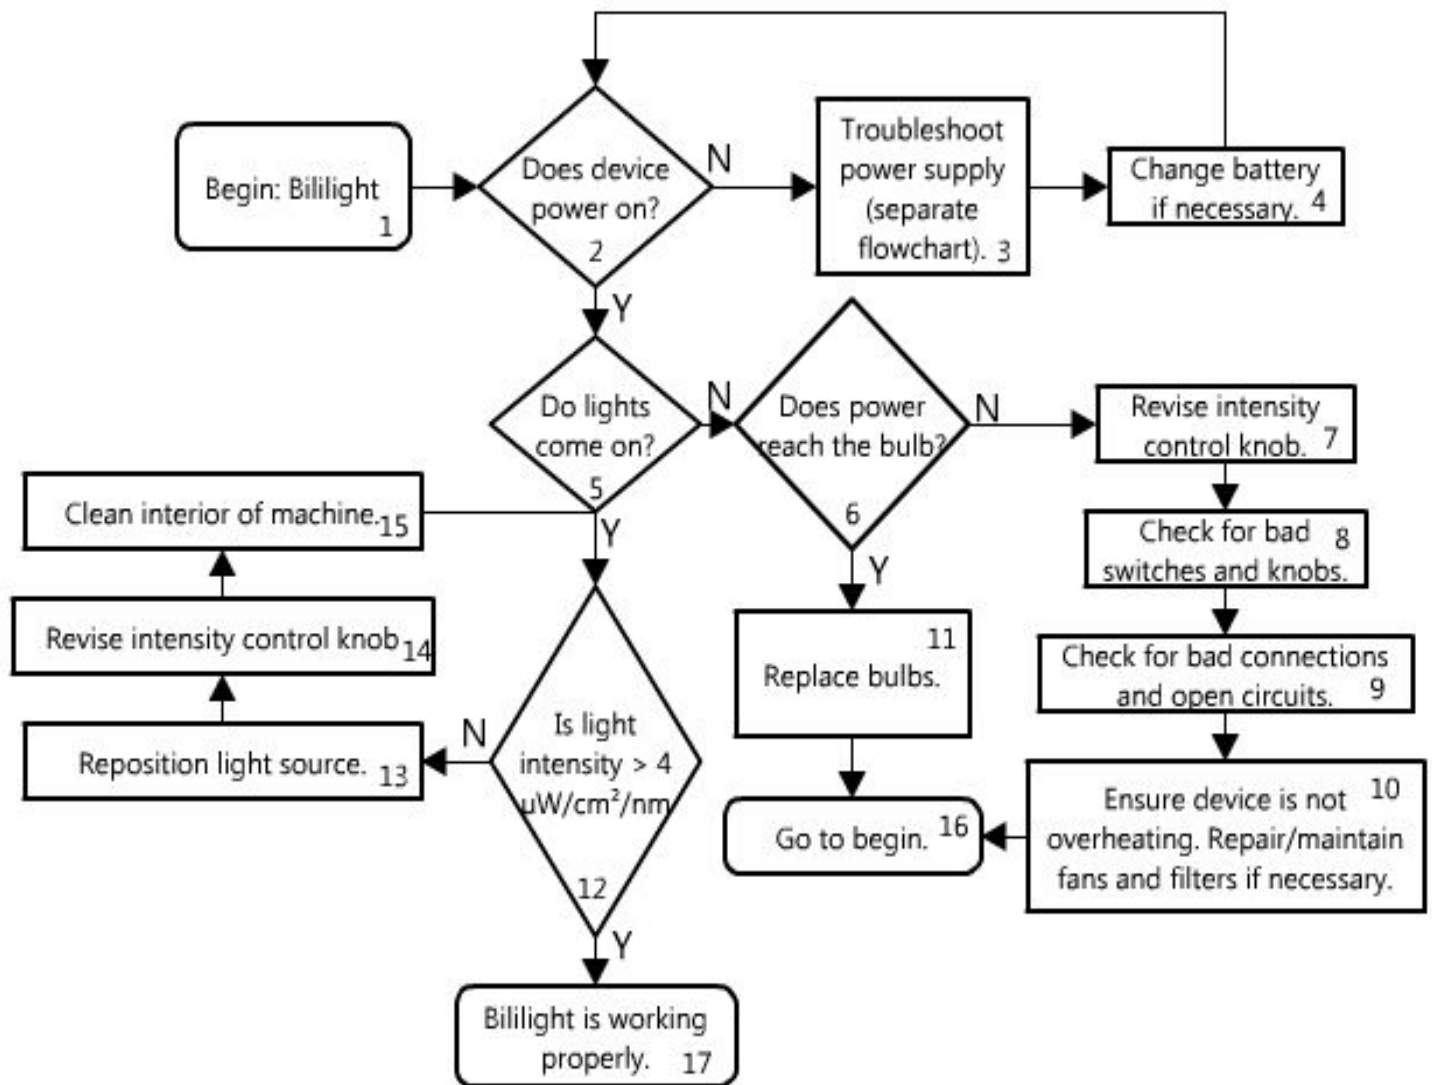 Begin: Bililight
1
Does device
power on?
2
N
Y
Troubleshoot
power supply
(separate
flowchart). 3
Change battery
if necessary. 4
Do lights
come on?
5
N
Y
Does power
reach the bulb?
6
N
Y
Revise intensity
control knob. 7
Check for bad 8
switches and knobs.
Check for bad connections
and open circuits. 9
Ensure device is not 10
overheating. Repair/maintain
fans and filters if necessary.
11
Replace bulbs.
Go to begin. 16
Clean interior of machine. 15
Revise intensity control knob 14
Reposition light source. 13
N
Is light
intensity > 4
µW/cm²/nm
12
Y
Bililight is working
properly. 17